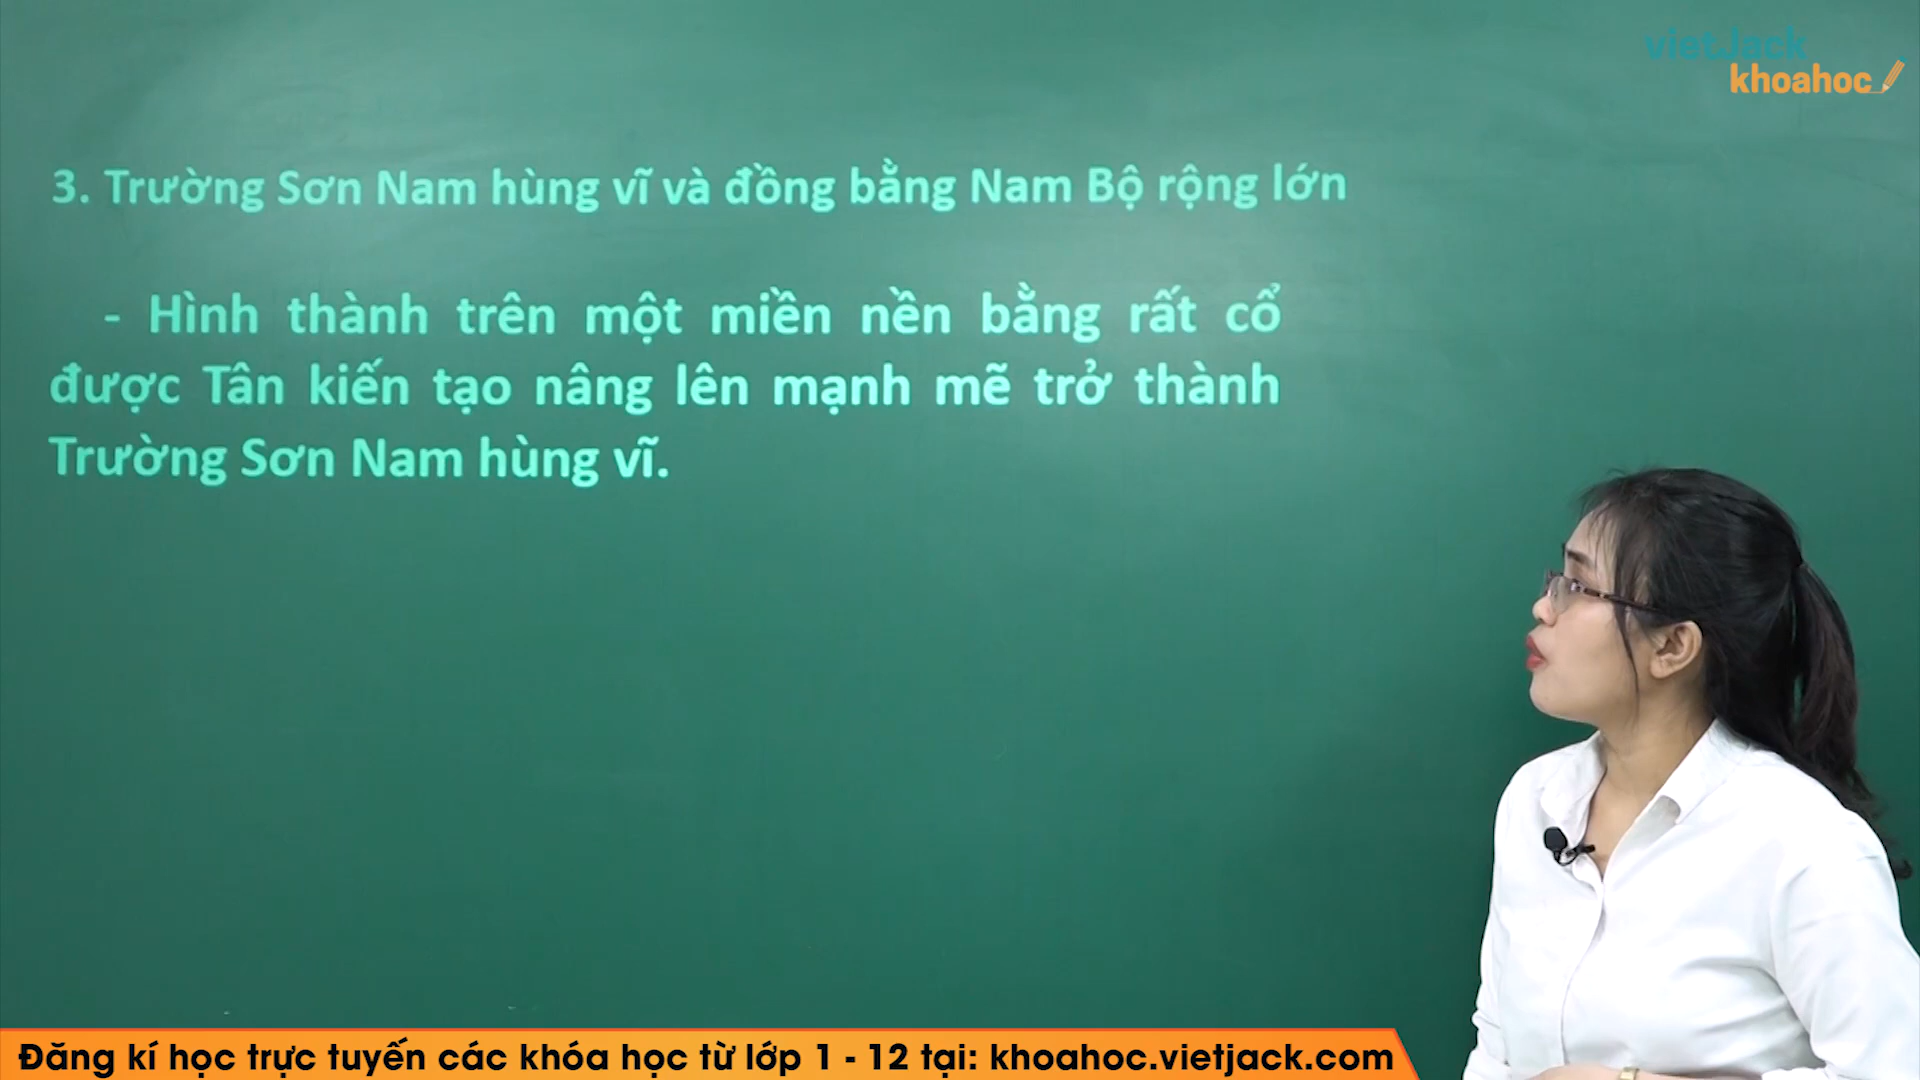 vietJack
khoahoc
3. Trường Sơn Nam hùng vĩ và đồng bằng Nam Bộ rộng lớn
- Hình thành trên một miền nền bằng rất cổ
được Tân kiến tạo nâng lên mạnh mẽ trở thành
Trường Sơn Nam hùng vĩ.
Đăng kí học trực tuyến các khóa học từ lớp 1 - 12 tại: khoahoc.vietjack.com